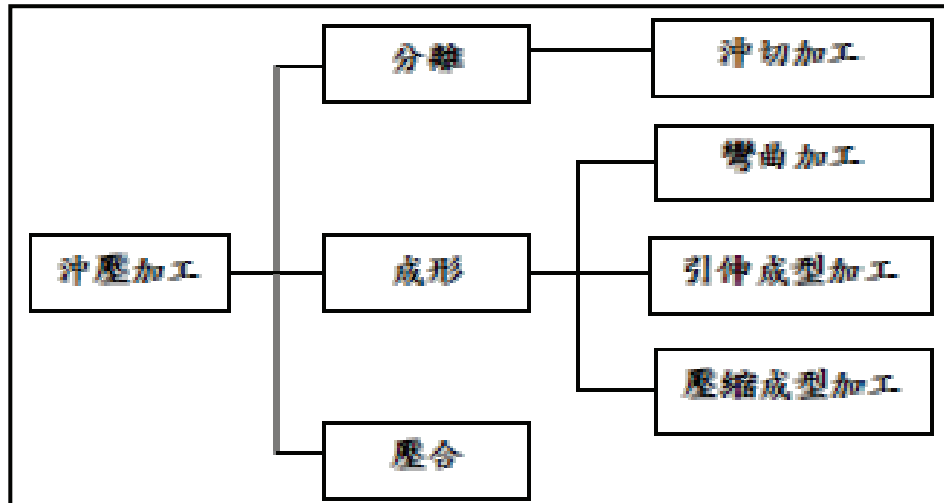 沖壓加工
分離
沖切加工
成形
彎曲加工
引伸成型加工
壓縮成型加工
壓合